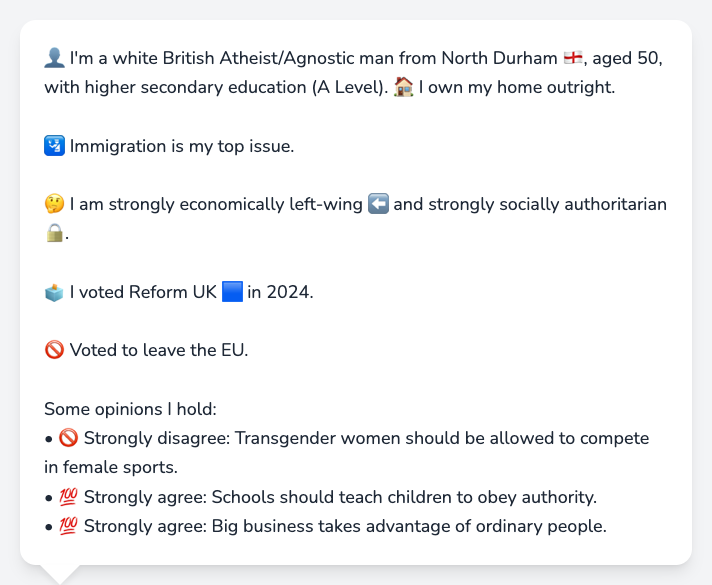 👤 I'm a white British Atheist/Agnostic man from North Durham 🏴󠁧󠁢󠁥󠁮󠁧󠁿, aged 50,
with higher secondary education (A Level). 🏠 I own my home outright.
🛂 Immigration is my top issue.
🤔 I am strongly economically left-wing ⬅️ and strongly socially authoritarian
🔒.
🗳️ I voted Reform UK 🟦 in 2024.
🚫 Voted to leave the EU.
Some opinions I hold:
• 🚫 Strongly disagree: Transgender women should be allowed to compete
in female sports.
• 💯 Strongly agree: Schools should teach children to obey authority.
• 💯 Strongly agree: Big business takes advantage of ordinary people.